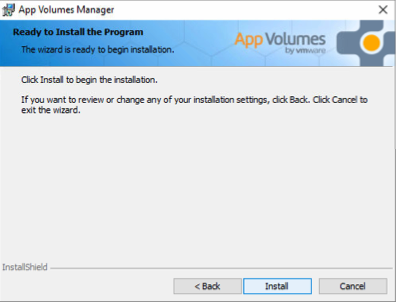 App Volumes Manager
Ready to Install the Program
The wizard is ready to begin installation.
App Volumes
by vmware
Click Install to begin the installation.
If you want to review or change any of your installation settings, click Back. Click Cancel to
exit the wizard.
InstallShield
< Back
Install
Cancel